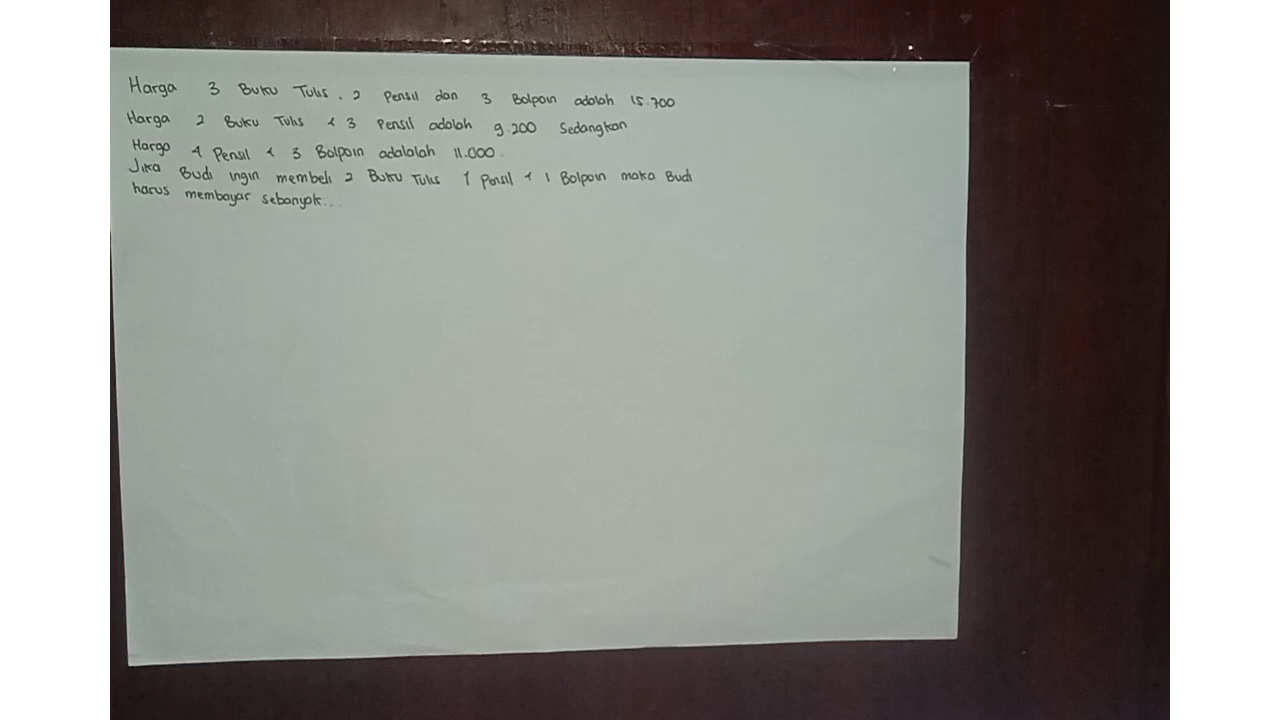 Harga 3 Buku Tulis, 2 Pensil dan 3 Bolpoin adalah 15.700
Harga 2 Buku Tulis & 3 Pensil adalah 9.200 Sedangkan
Harga 4 Pensil & 3 Bolpoin adalalah 11.000.
Jika Budi ingin membeli 2 Buku Tulis 1 Pensil & 1 Bolpoin maka Budi
harus membayar sebanyak....